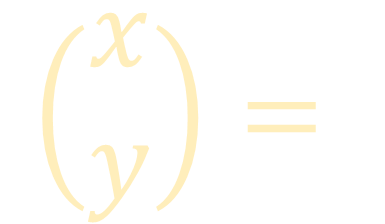 (x
y) =